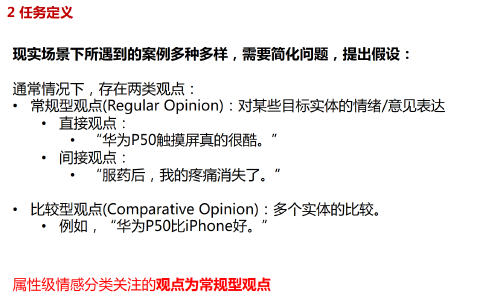 2 任务定义
现实场景下所遇到的案例多种多样，需要简化问题，提出假设：
通常情况下，存在两类观点：
• 常规型观点(Regular Opinion)：对某些目标实体的情绪/意见表达
• 直接观点：
• “华为P50触摸屏真的很酷。”
• 间接观点：
• “服药后，我的疼痛消失了。”
• 比较型观点(Comparative Opinion)：多个实体的比较。
• 例如，“华为P50比iPhone好。”
属性级情感分类关注的观点为常规型观点